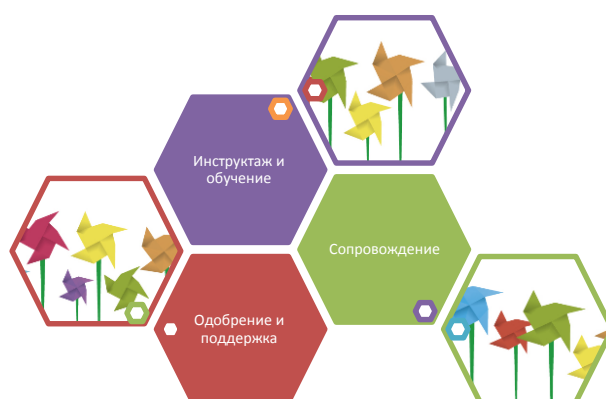 Инструктаж и
обучение
Сопровождение
Одобрение и
поддержка